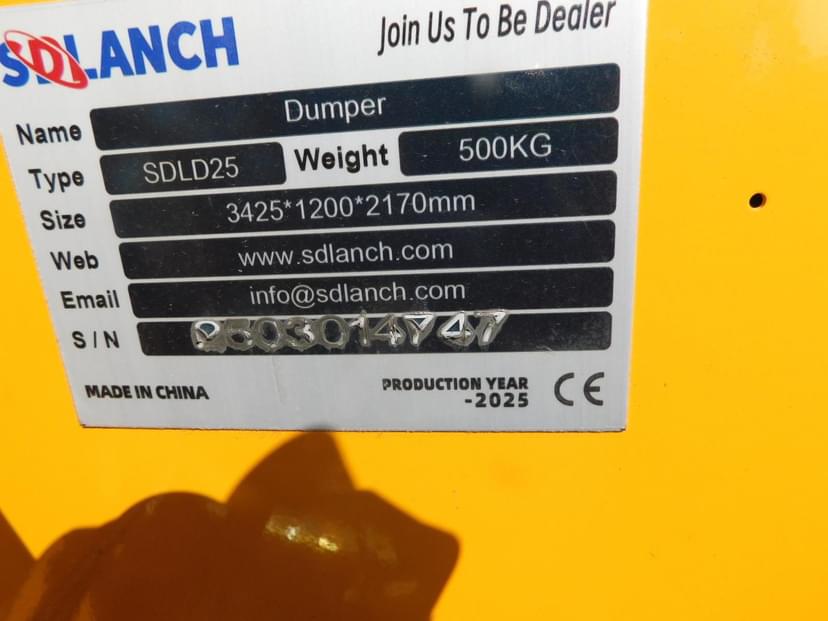 SDLANCH
Join Us To Be Dealer
Name Dumper
Type SDLD25 Weight 500KG
Size 3425*1200*2170mm
Web www.sdlanch.com
Email info@sdlanch.com
S/N
MADE IN CHINA
PRODUCTION YEAR
-2025
CE